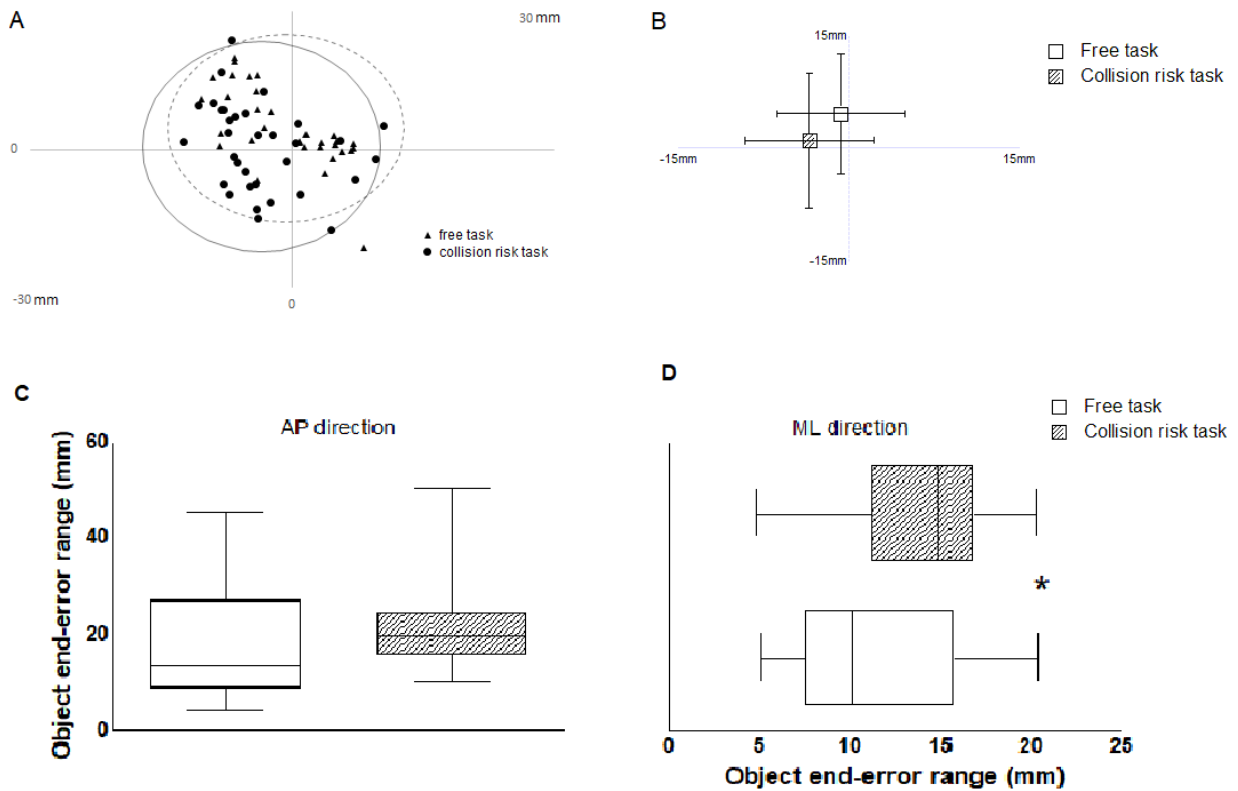 A
30 mm
0
free task
collision risk task
-30 mm
0
B
15mm
Free task
Collision risk task
-15mm
15mm
-15mm
C
AP direction
60
40
20
0
Object end-error range (mm)
D
Free task
Collision risk task
ML direction
*
0
5
10
15
20
25
Object end-error range (mm)